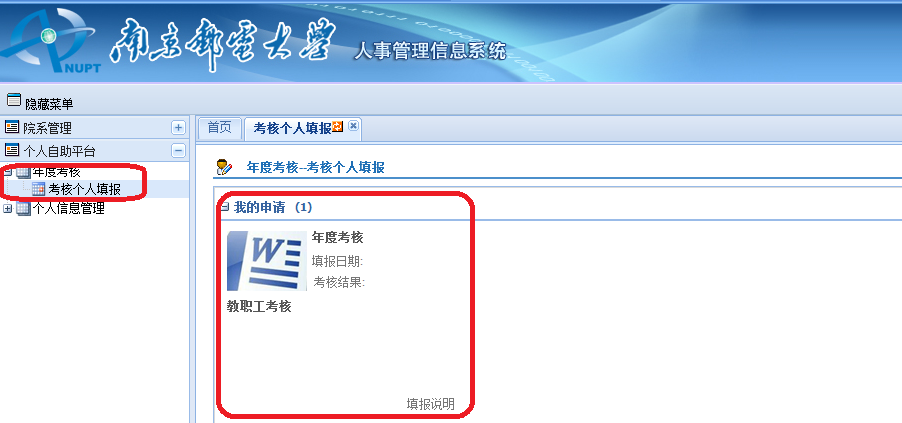 NUPT
南京邮电大学
人事管理信息系统
隐藏菜单
院系管理
个人自助平台
年度考核
考核个人填报
个人信息管理
首页
考核个人填报
年度考核--考核个人填报
我的申请 (1)
W
年度考核
填报日期:
考核结果:
教职工考核
填报说明